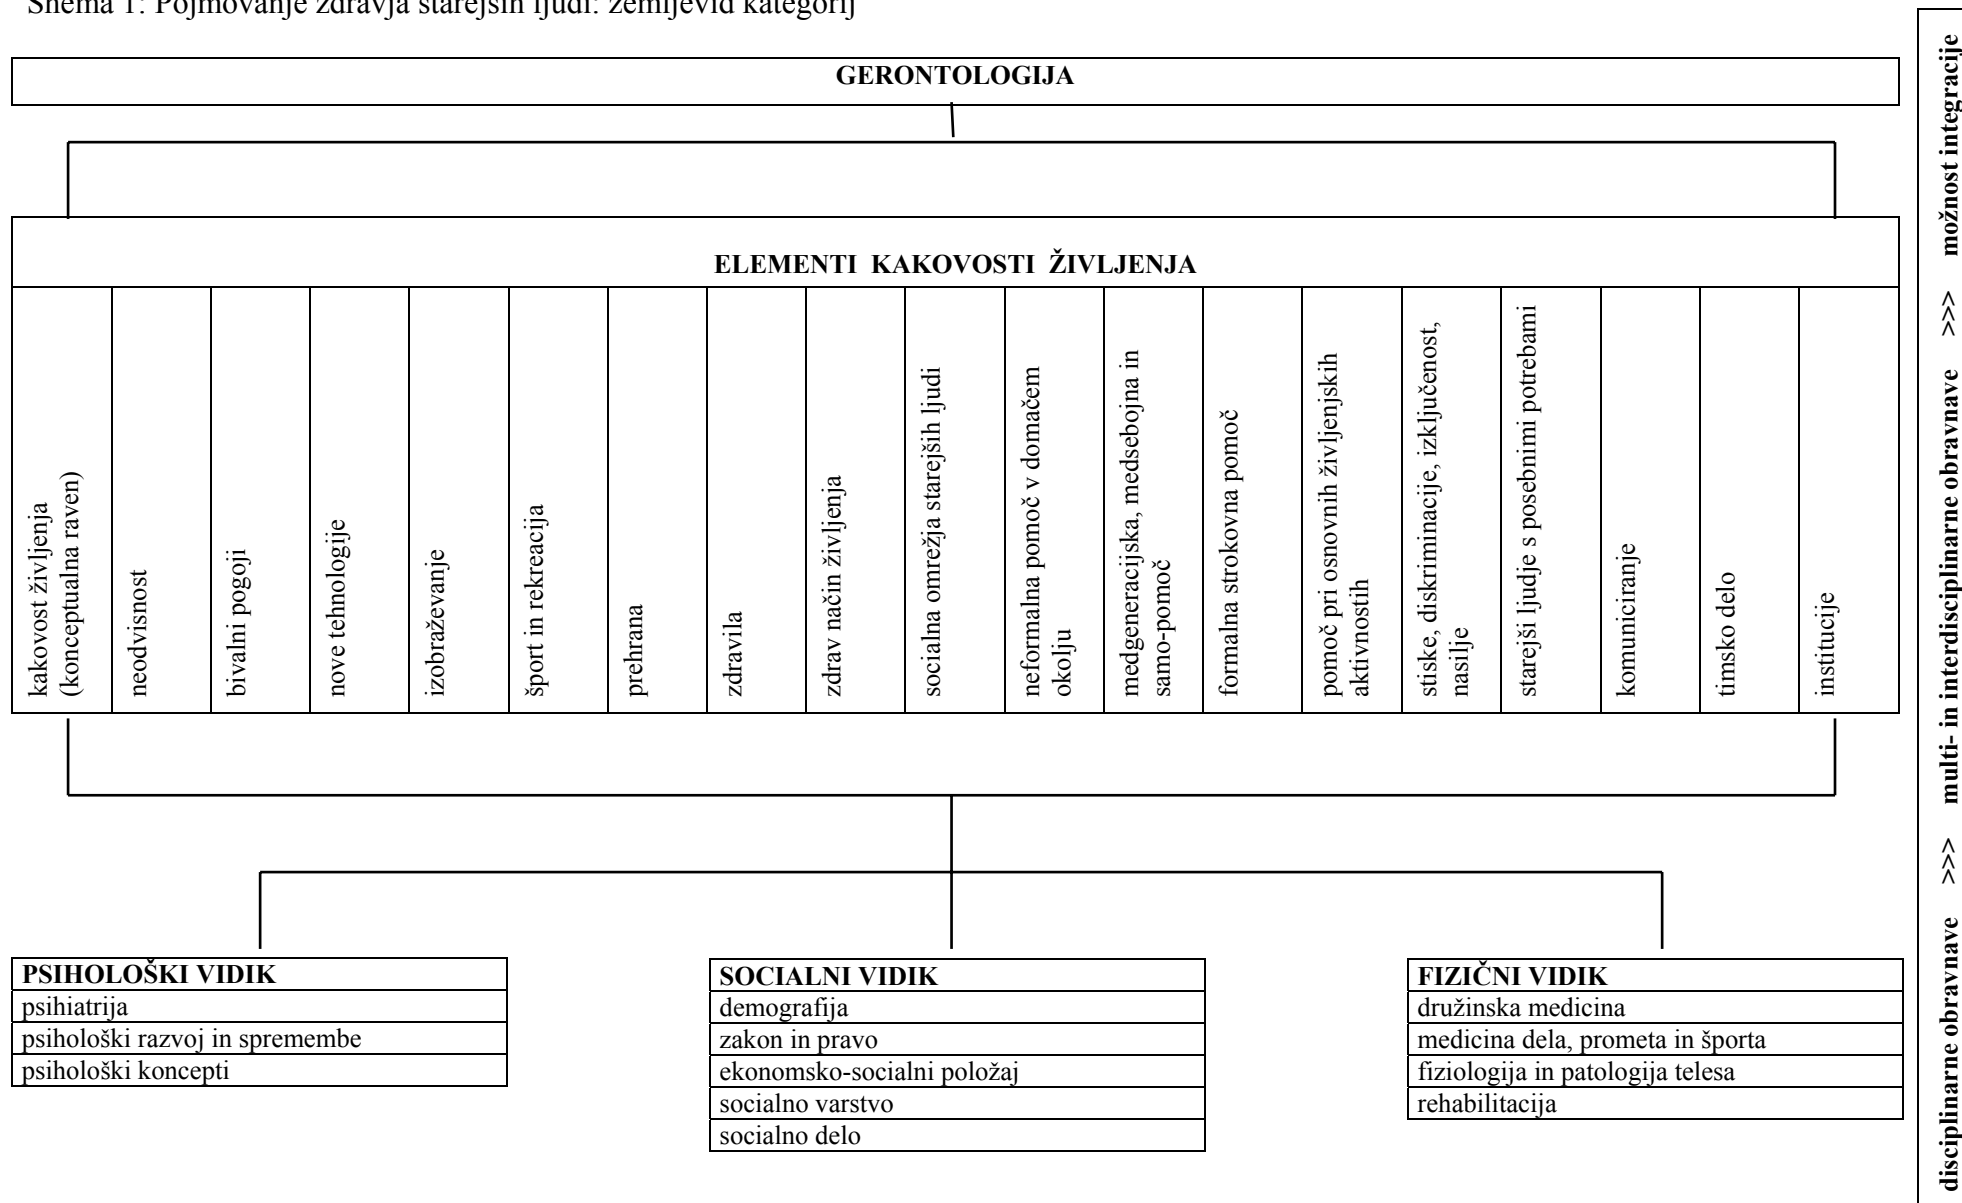 Shema 1: Pojmovanje zdravja starejših ljudi: zemljevid kategorij
GERONTOLOGIJA
ELEMENTI KAKOVOSTI ŽIVLJENJA
kakovost življenja
(konceptualna raven)
neodvisnost
bivalni pogoji
nove tehnologije
izobraževanje
šport in rekreacija
prehrana
zdravila
zdrav način življenja
socialna omrežja starejših ljudi
neformalna pomoč v domačem
okolju
medgeneracijska, medsebojna in
samo-pomoč
formalna strokovna pomoč
pomoč pri osnovnih življenjskih
aktivnostih
stiske, diskriminacije, izključenost,
nasilje
starejši ljudje s posebnimi potrebami
komuniciranje
timsko delo
institucije
PSIHOLOŠKI VIDIK
psihiatrija
psihološki razvoj in spremembe
psihološki koncepti
SOCIALNI VIDIK
demografija
zakon in pravo
ekonomsko-socialni položaj
socialno varstvo
socialno delo
FIZIČNI VIDIK
družinska medicina
medicina dela, prometa in športa
fiziologija in patologija telesa
rehabilitacija
disciplinarne obravnave >>> multi- in interdisciplinarne obravnave >>> možnost integracije